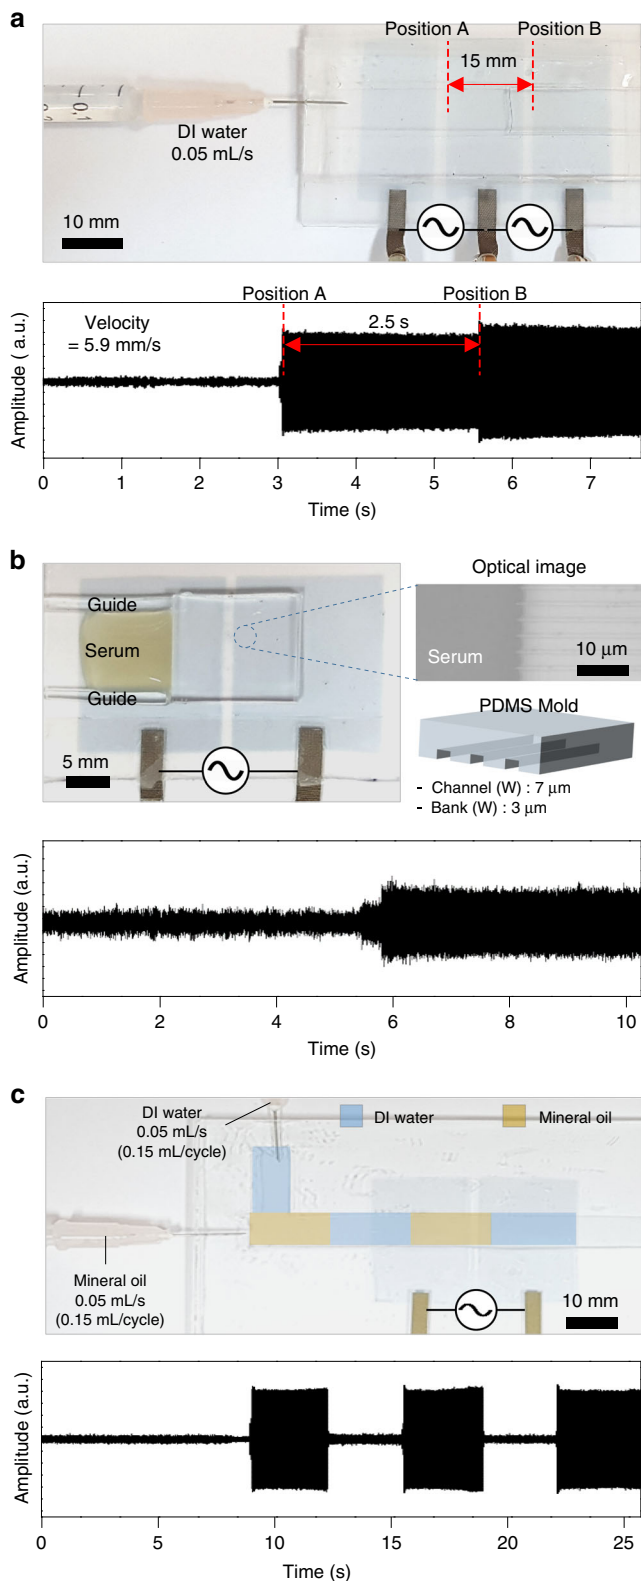 a
Position A
Position B
15 mm
0,1
0,2
DI water
0.05 mL/s
10 mm
Position A
Position B
Velocity
= 5.9 mm/s
2.5 s
Amplitude ( a.u.)
0 1 2 3 4 5 6 7
Time (s)
b
Optical image
Guide
Serum
Guide
5 mm
Serum
10 μm
PDMS Mold
- Channel (W) : 7 μm
- Bank (W) : 3 μm
Amplitude (a.u.)
0 2 4 6 8 10
Time (s)
c
DI water
0.05 mL/s
(0.15 mL/cycle)
DI water
Mineral oil
Mineral oil
0.05 mL/s
(0.15 mL/cycle)
10 mm
Amplitude (a.u.)
0 5 10 15 20 25
Time (s)